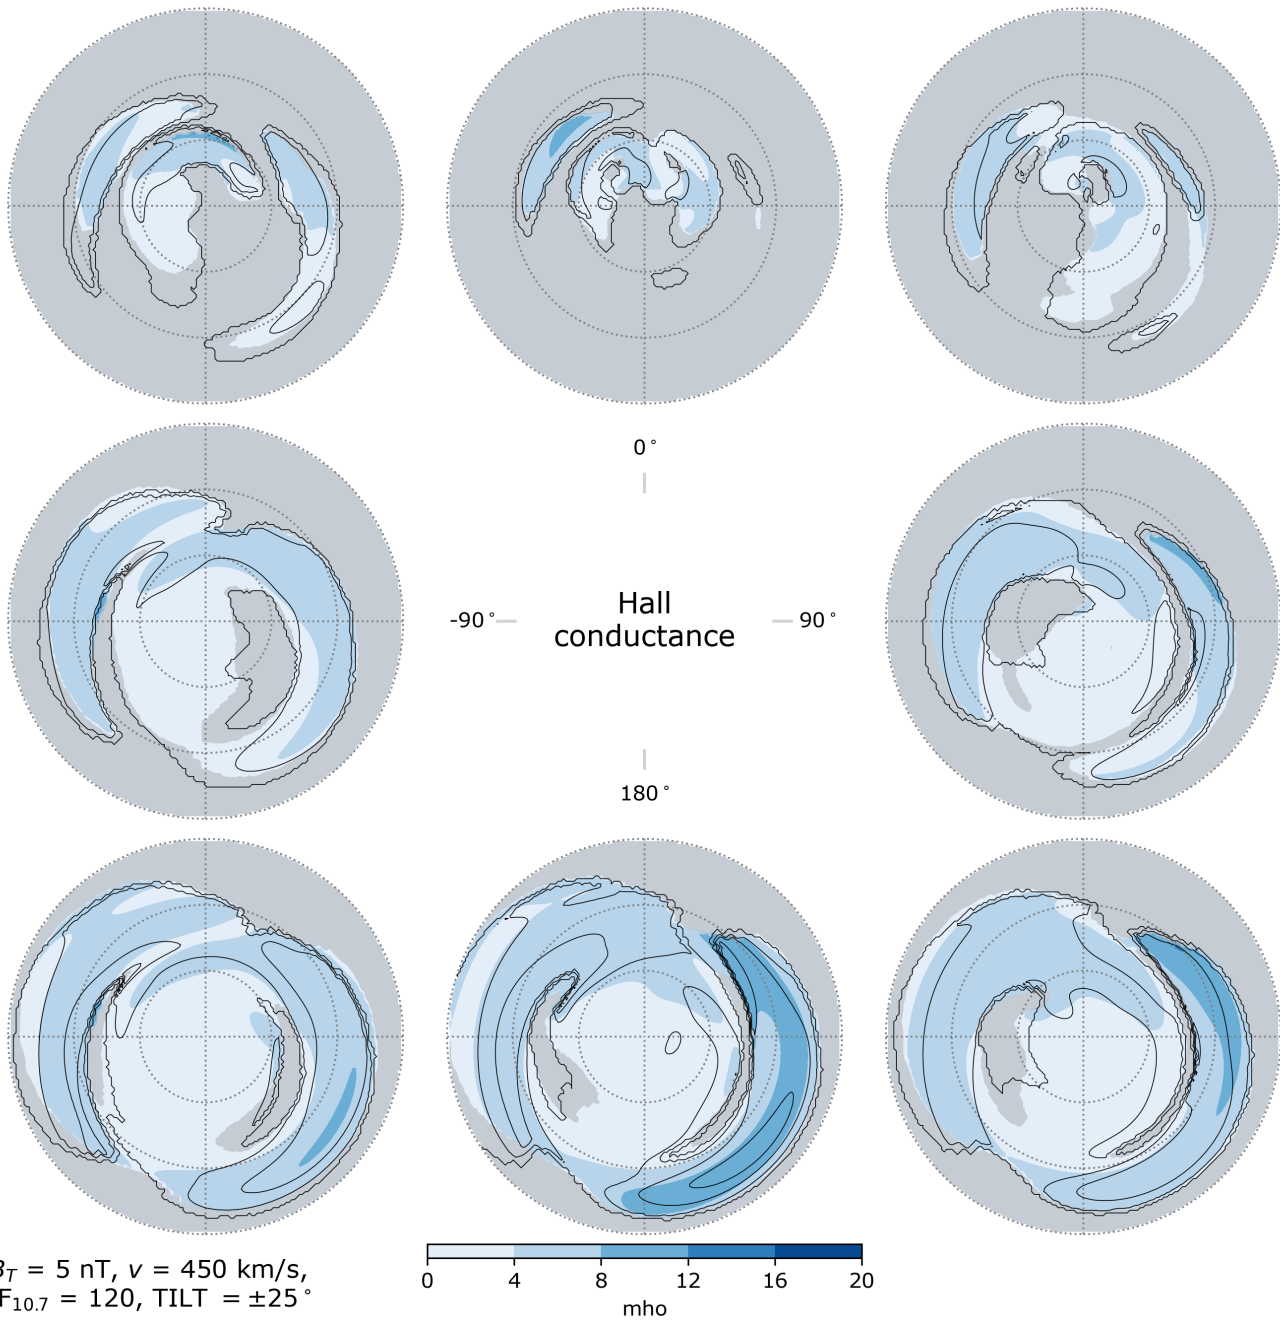 0°
-90°
Hall
90°
conductance
180°
B_T = 5 nT, v = 450 km/s,
F_10.7 = 120, TILT = ±25°
0 4 8 12 16 20
mho